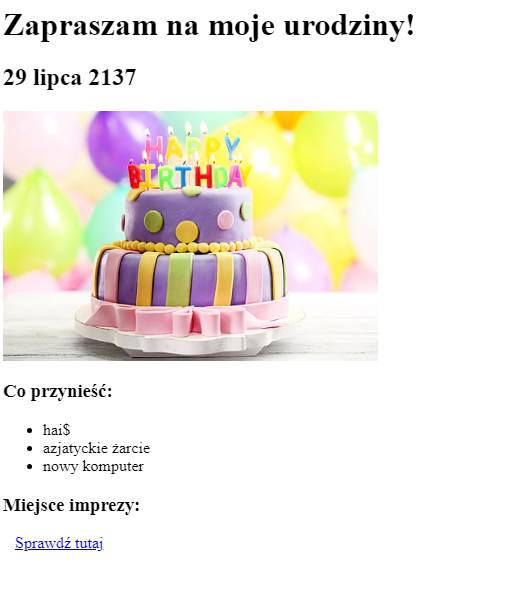 Zapraszam na moje urodziny!
29 lipca 2137
HAPPY
BIRTHDAY
Co przynieść:
hai$
azjatyckie żarcie
nowy komputer
Miejsce imprezy:
Sprawdź tutaj